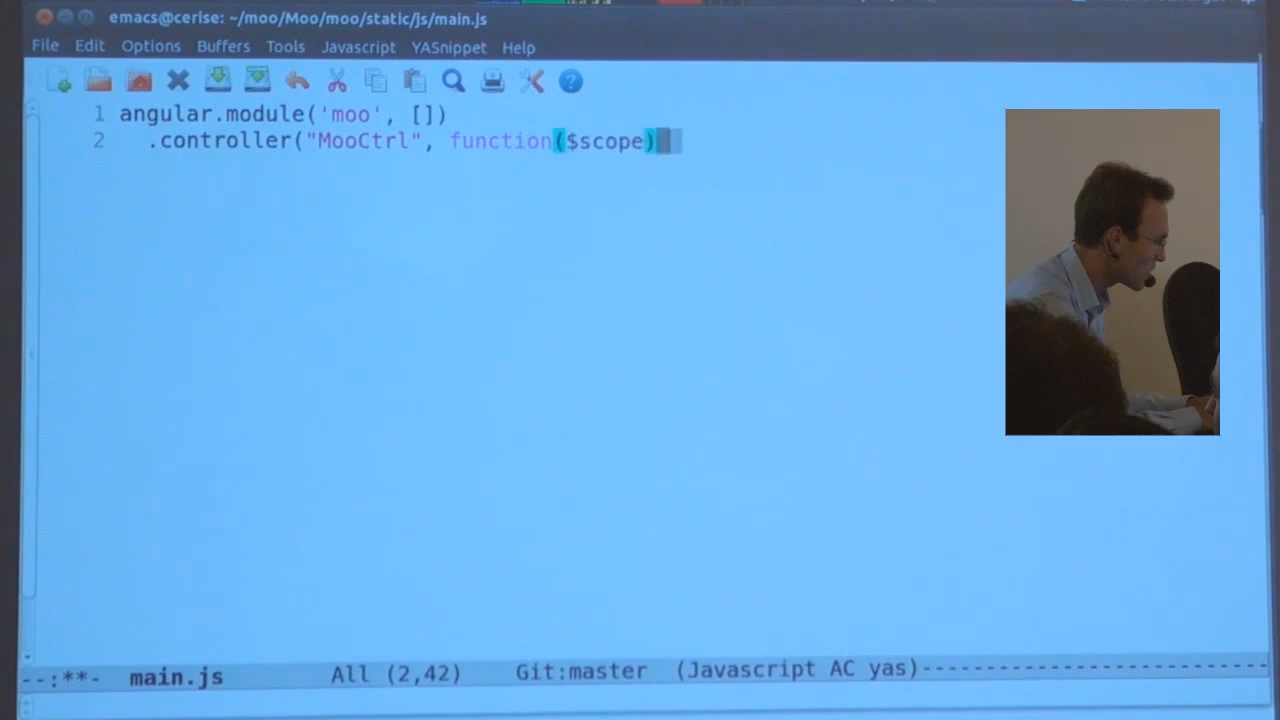 emacs@cerise: ~/moo/Moo/moo/static/js/main.js
File Edit Options Buffers Tools Javascript YASnippet Help
1 angular.module('moo', [])
2 .controller("MooCtrl", function($scope)
--:**- main.js All (2,42) Git:master (Javascript AC yas)--------------------------